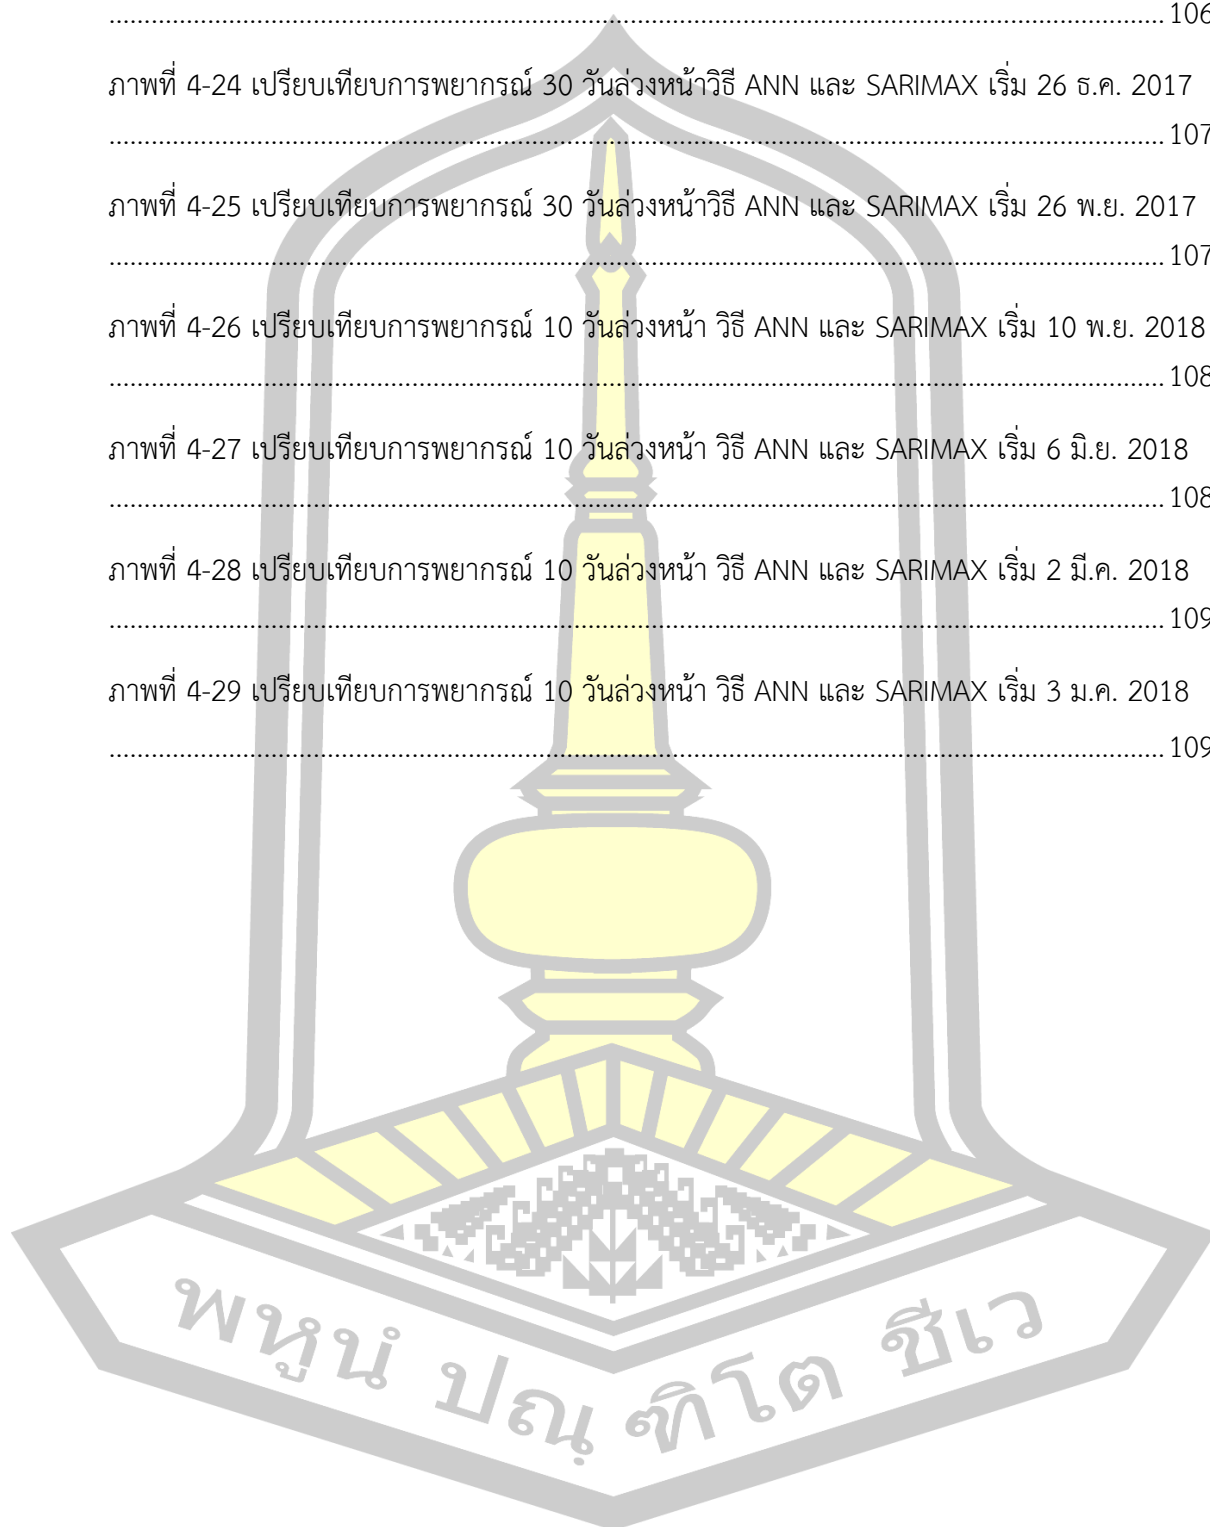 ........................................................................................................................................................................ 106
ภาพที่ 4-24 เปรียบเทียบการพยากรณ์ 30 วันล่วงหน้าวิธี ANN และ SARIMAX เริ่ม 26 ธ.ค. 2017
........................................................................................................................................................................ 107
ภาพที่ 4-25 เปรียบเทียบการพยากรณ์ 30 วันล่วงหน้าวิธี ANN และ SARIMAX เริ่ม 26 พ.ย. 2017
........................................................................................................................................................................ 107
ภาพที่ 4-26 เปรียบเทียบการพยากรณ์ 10 วันล่วงหน้า วิธี ANN และ SARIMAX เริ่ม 10 พ.ย. 2018
........................................................................................................................................................................ 108
ภาพที่ 4-27 เปรียบเทียบการพยากรณ์ 10 วันล่วงหน้า วิธี ANN และ SARIMAX เริ่ม 6 มิ.ย. 2018
........................................................................................................................................................................ 108
ภาพที่ 4-28 เปรียบเทียบการพยากรณ์ 10 วันล่วงหน้า วิธี ANN และ SARIMAX เริ่ม 2 มี.ค. 2018
........................................................................................................................................................................ 109
ภาพที่ 4-29 เปรียบเทียบการพยากรณ์ 10 วันล่วงหน้า วิธี ANN และ SARIMAX เริ่ม 3 ม.ค. 2018
........................................................................................................................................................................ 109
พหูนํ ปณฺ ฑิโต ชีเว